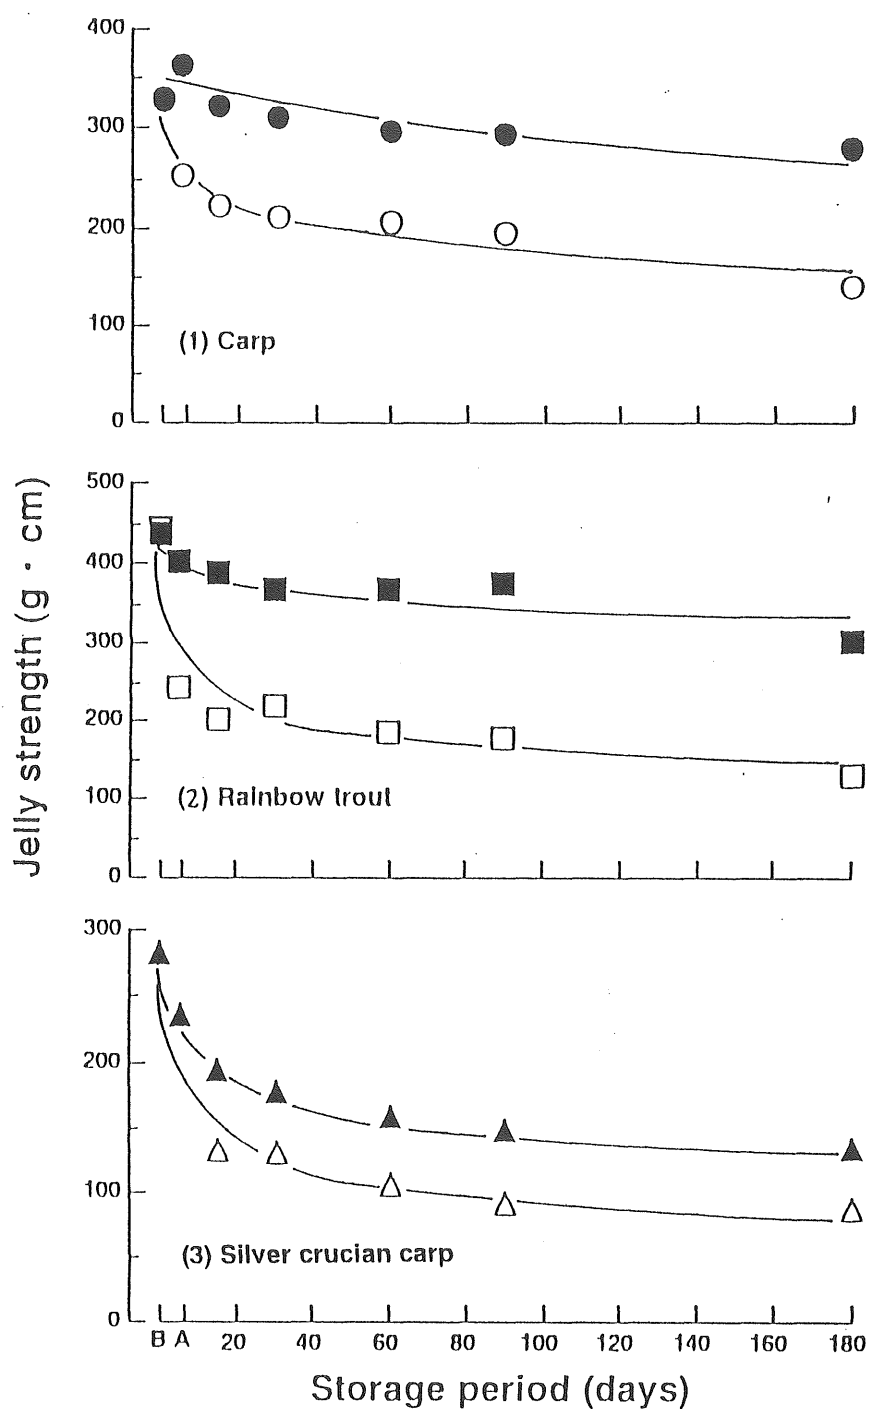 Jelly strength (g · cm)
400
300
200
100
0
(1) Carp
500
400
300
200
100
0
(2) Rainbow trout
300
200
100
0
(3) Silver crucian carp
B A 20 40 60 80 100 120 140 160 180
Storage period (days)